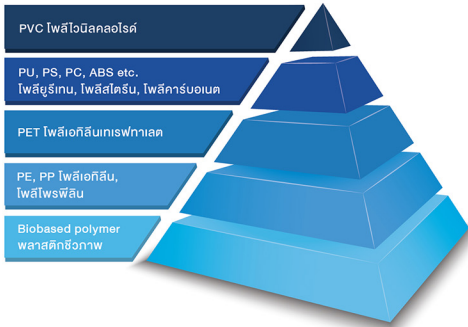 PVC โพลีไวนิลคลอไรด์
PU, PS, PC, ABS etc.
โพลียูรีเทน, โพลีสไตรีน, โพลีคาร์บอเนต
PET โพลีเอทิลีนเทเรฟทาเลต
PE, PP โพลีเอทิลีน,
โพลีโพรพีลีน
Biobased polymer
พลาสติกชีวภาพ